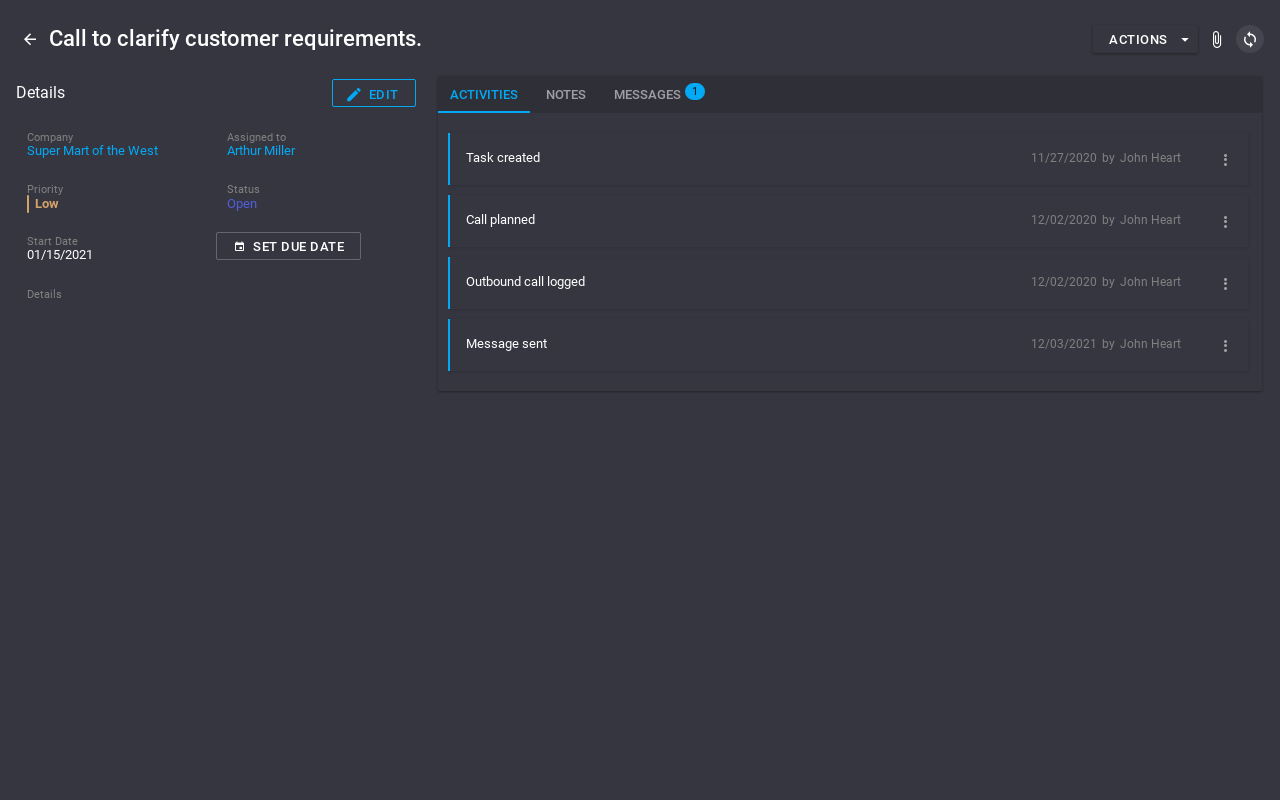 Call to clarify customer requirements.
ACTIONS
Details
EDIT
Company
Super Mart of the West
Assigned to
Arthur Miller
Priority
Low
Status
Open
Start Date
01/15/2021
SET DUE DATE
Details
ACTIVITIES NOTES MESSAGES 1
Task created 11/27/2020 by John Heart
Call planned 12/02/2020 by John Heart
Outbound call logged 12/02/2020 by John Heart
Message sent 12/03/2021 by John Heart